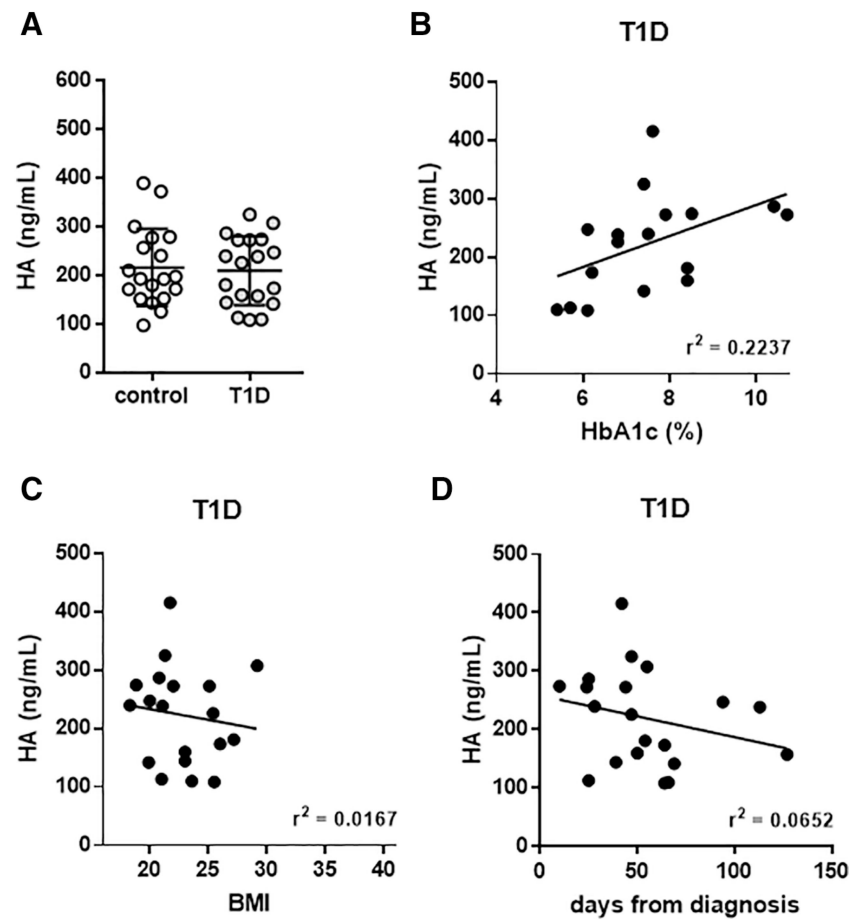 A
600
500
400
300
200
100
0
HA (ng/mL)
control
T1D
B
T1D
500
400
300
200
100
0
HA (ng/mL)
r² = 0.2237
4
6
8
10
HbA1c (%)
C
T1D
500
400
300
200
100
0
HA (ng/mL)
r² = 0.0167
20
25
30
35
40
BMI
D
T1D
500
400
300
200
100
0
HA (ng/mL)
r² = 0.0652
0
50
100
150
days from diagnosis